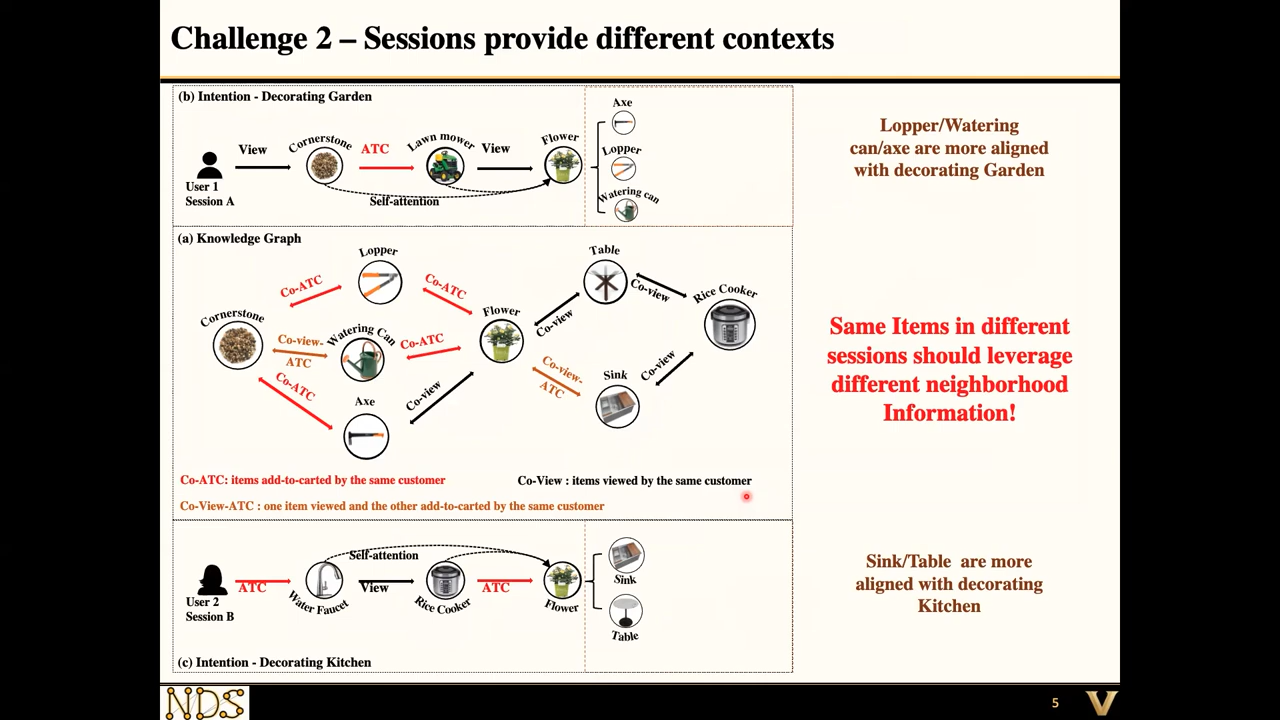 Challenge 2 – Sessions provide different contexts
(b) Intention - Decorating Garden
View
Cornerstone
ATC
Lawn mower
View
Flower
Axe
Lopper
Watering can
User 1
Session A
Self-attention
Lopper/Watering
can/axe are more aligned
with decorating Garden
(a) Knowledge Graph
Lopper
Table
Co-ATC
Co-ATC
Co-view
Rice Cooker
Cornerstone
Watering Can
Flower
Co-view
Co-view-
ATC
Co-ATC
Co-view-
ATC
Sink
Co-view
Co-ATC
Axe
Co-view
Same Items in different
sessions should leverage
different neighborhood
Information!
Co-ATC: items add-to-carted by the same customer
Co-View : items viewed by the same customer
Co-View-ATC : one item viewed and the other add-to-carted by the same customer
Self-attention
ATC
Water Faucet
View
Rice Cooker
ATC
Flower
Sink
Table
User 2
Session B
Sink/Table are more
aligned with decorating
Kitchen
(c) Intention - Decorating Kitchen
NDS
5
V